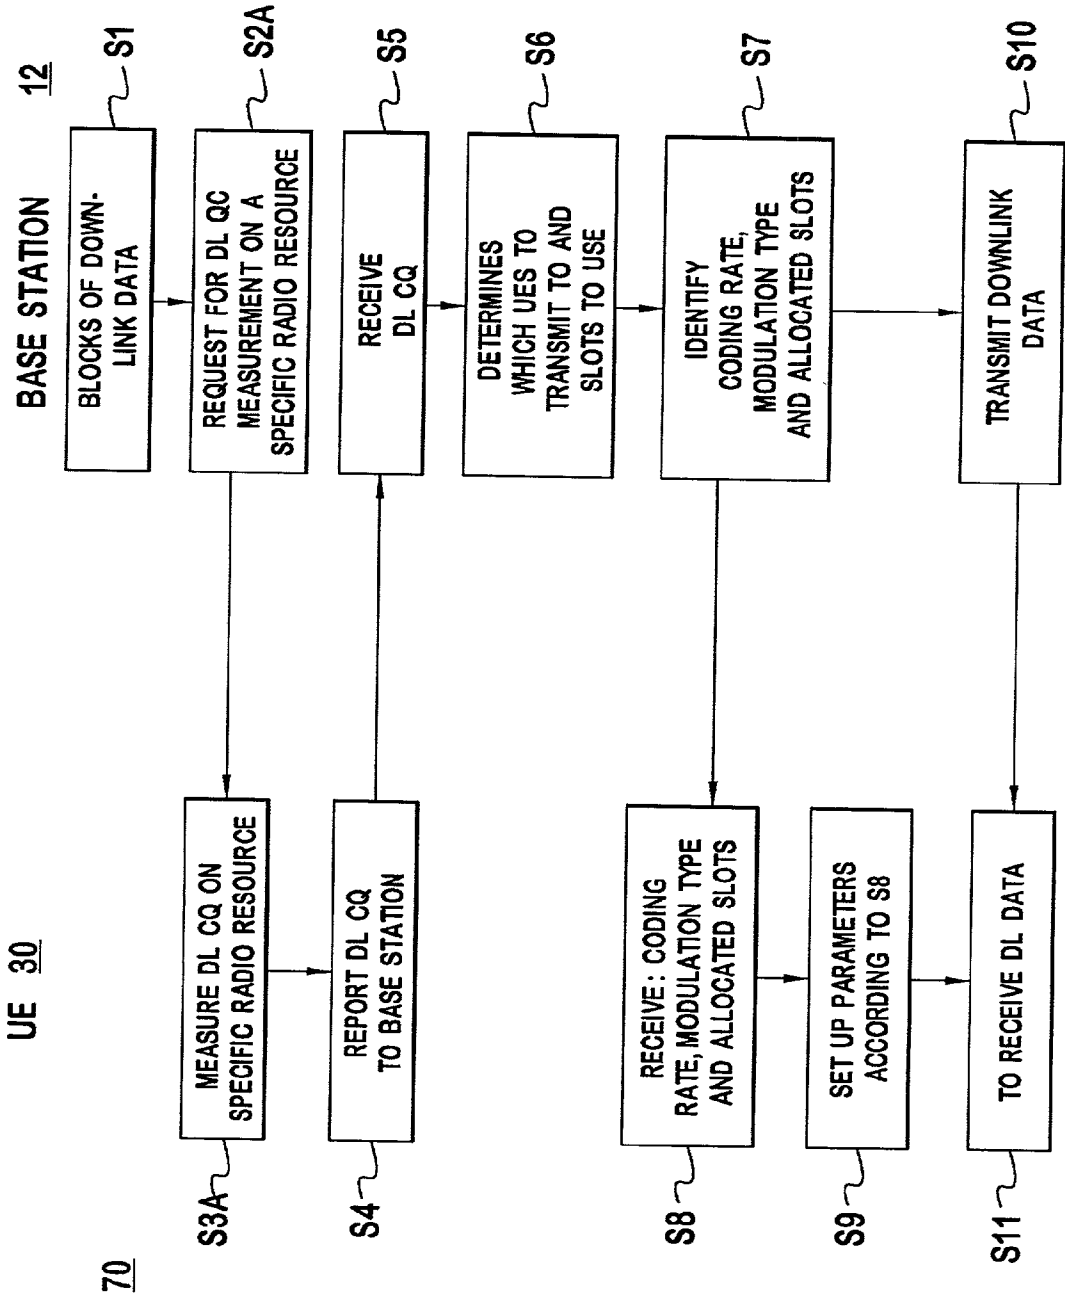 70
UE 30
BASE STATION 12
BLOCKS OF DOWN-
LINK DATA
S1
REQUEST FOR DL QC
MEASUREMENT ON A
SPECIFIC RADIO RESOURCE
S2A
S3A
MEASURE DL CQ ON
SPECIFIC RADIO RESOURCE
S4
REPORT DL CQ
TO BASE STATION
RECEIVE
DL CQ
S5
DETERMINES
WHICH UES TO
TRANSMIT TO AND
SLOTS TO USE
S6
IDENTIFY
CODING RATE,
MODULATION TYPE
AND ALLOCATED SLOTS
S7
S8
RECEIVE: CODING
RATE, MODULATION TYPE
AND ALLOCATED SLOTS
S9
SET UP PARAMETERS
ACCORDING TO S8
TRANSMIT DOWNLINK
DATA
S10
S11
TO RECEIVE DL DATA